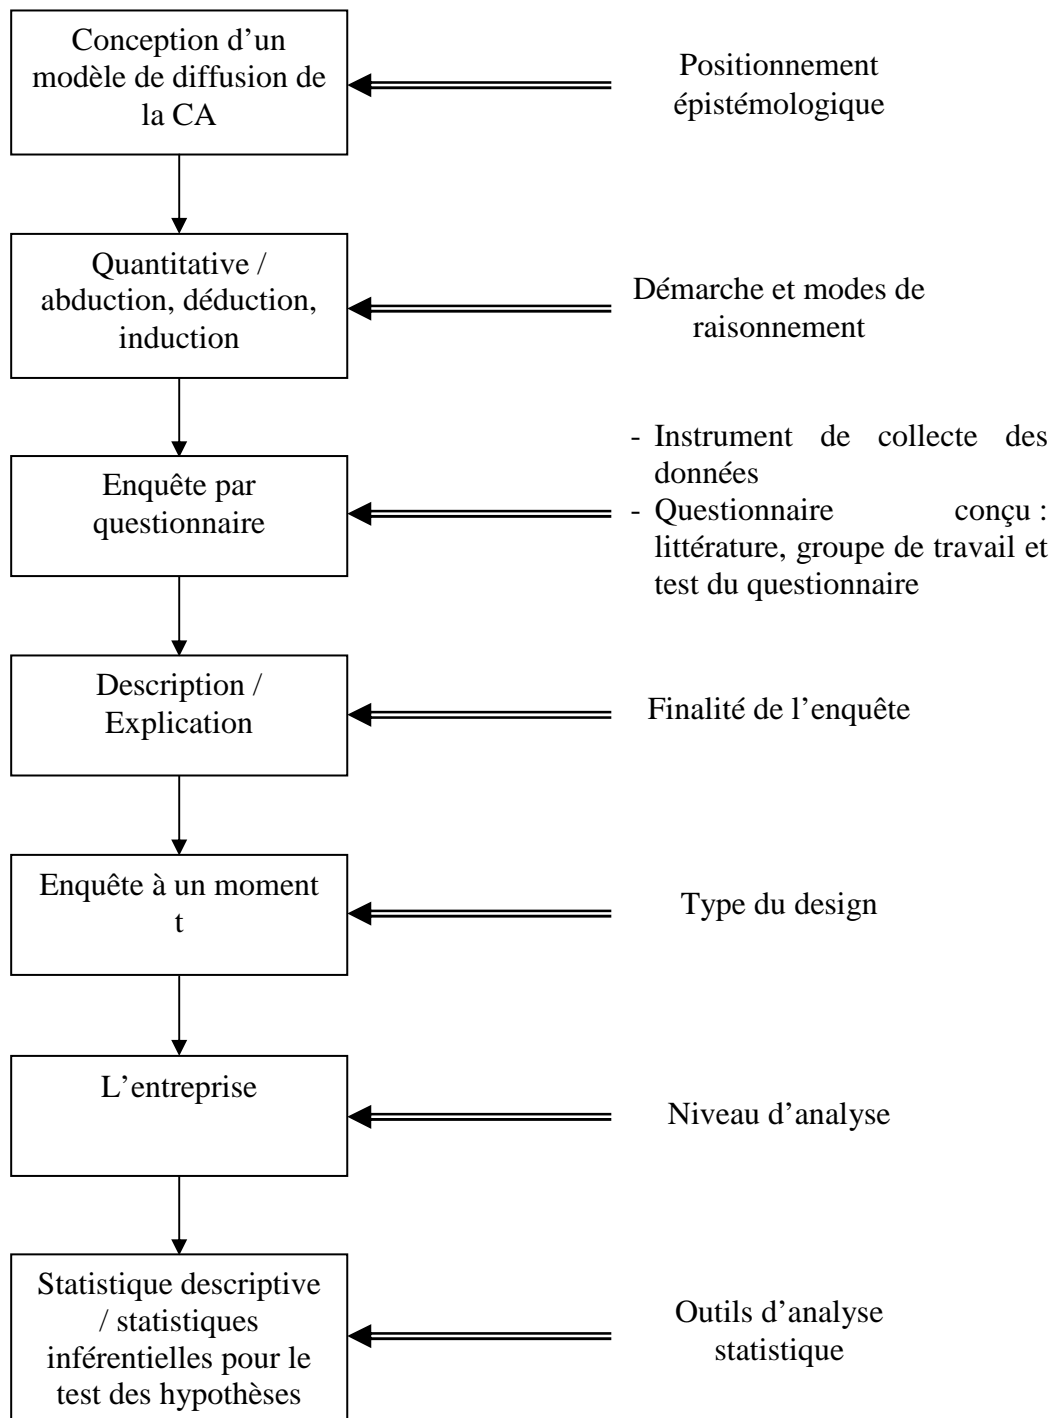 Conception d’un
modèle de diffusion de
la CA
Positionnement
épistémologique
Quantitative /
abduction, déduction,
induction
Démarche et modes de
raisonnement
Enquête par
questionnaire
- Instrument de collecte des
données
- Questionnaire conçu :
littérature, groupe de travail et
test du questionnaire
Description /
Explication
Finalité de l’enquête
Enquête à un moment
t
Type du design
L’entreprise
Niveau d’analyse
Statistique descriptive
/ statistiques
inférentielles pour le
test des hypothèses
Outils d’analyse
statistique